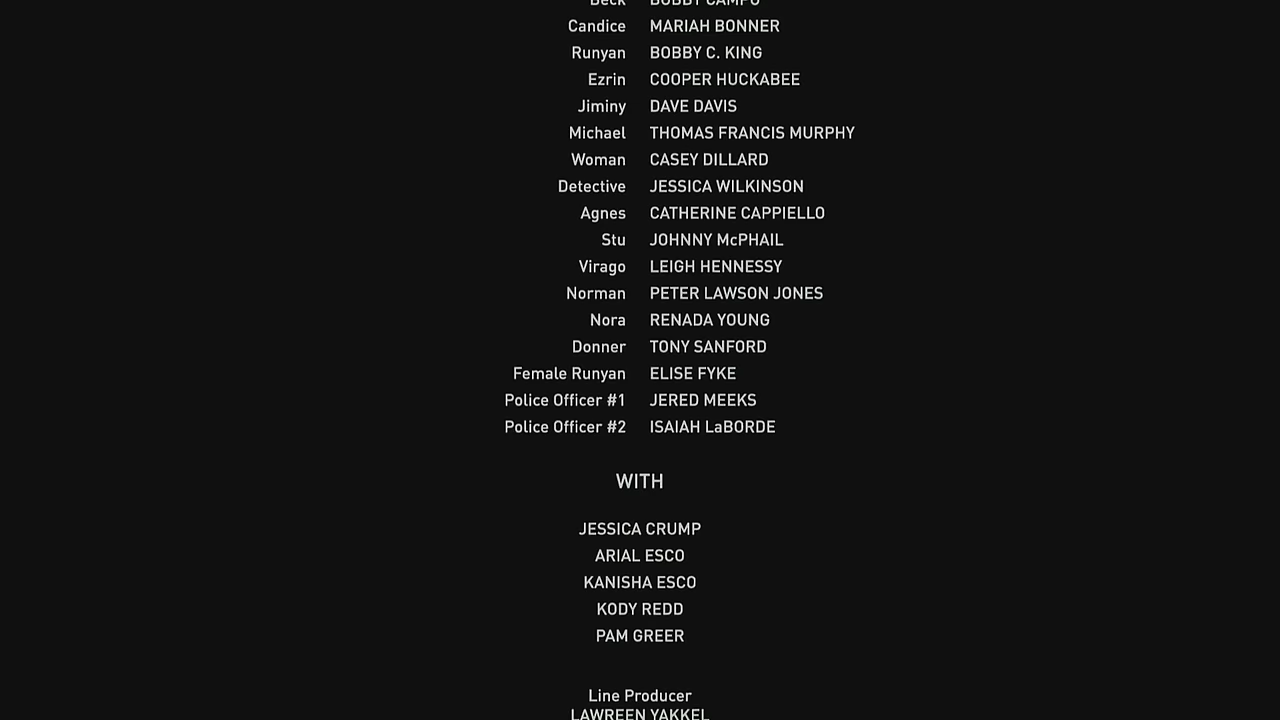 Beck BOBBY CAMPO
Candice MARIAH BONNER
Runyan BOBBY C. KING
Ezrin COOPER HUCKABEE
Jiminy DAVE DAVIS
Michael THOMAS FRANCIS MURPHY
Woman CASEY DILLARD
Detective JESSICA WILKINSON
Agnes CATHERINE CAPPIELLO
Stu JOHNNY McPHAIL
Virago LEIGH HENNESSY
Norman PETER LAWSON JONES
Nora RENADA YOUNG
Donner TONY SANFORD
Female Runyan ELISE FYKE
Police Officer #1 JERED MEEKS
Police Officer #2 ISAIAH LaBORDE
WITH
JESSICA CRUMP
ARIAL ESCO
KANISHA ESCO
KODY REDD
PAM GREER
Line Producer
LAWREEN YAKKEL